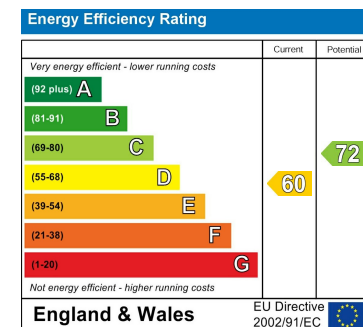 Energy Efficiency Rating
Current Potential
Very energy efficient - lower running costs
(92 plus) A
(81-91) B
(69-80) C
72
(55-68) D
60
(39-54) E
(21-38) F
(1-20) G
Not energy efficient - higher running costs
England & Wales
EU Directive
2002/91/EC